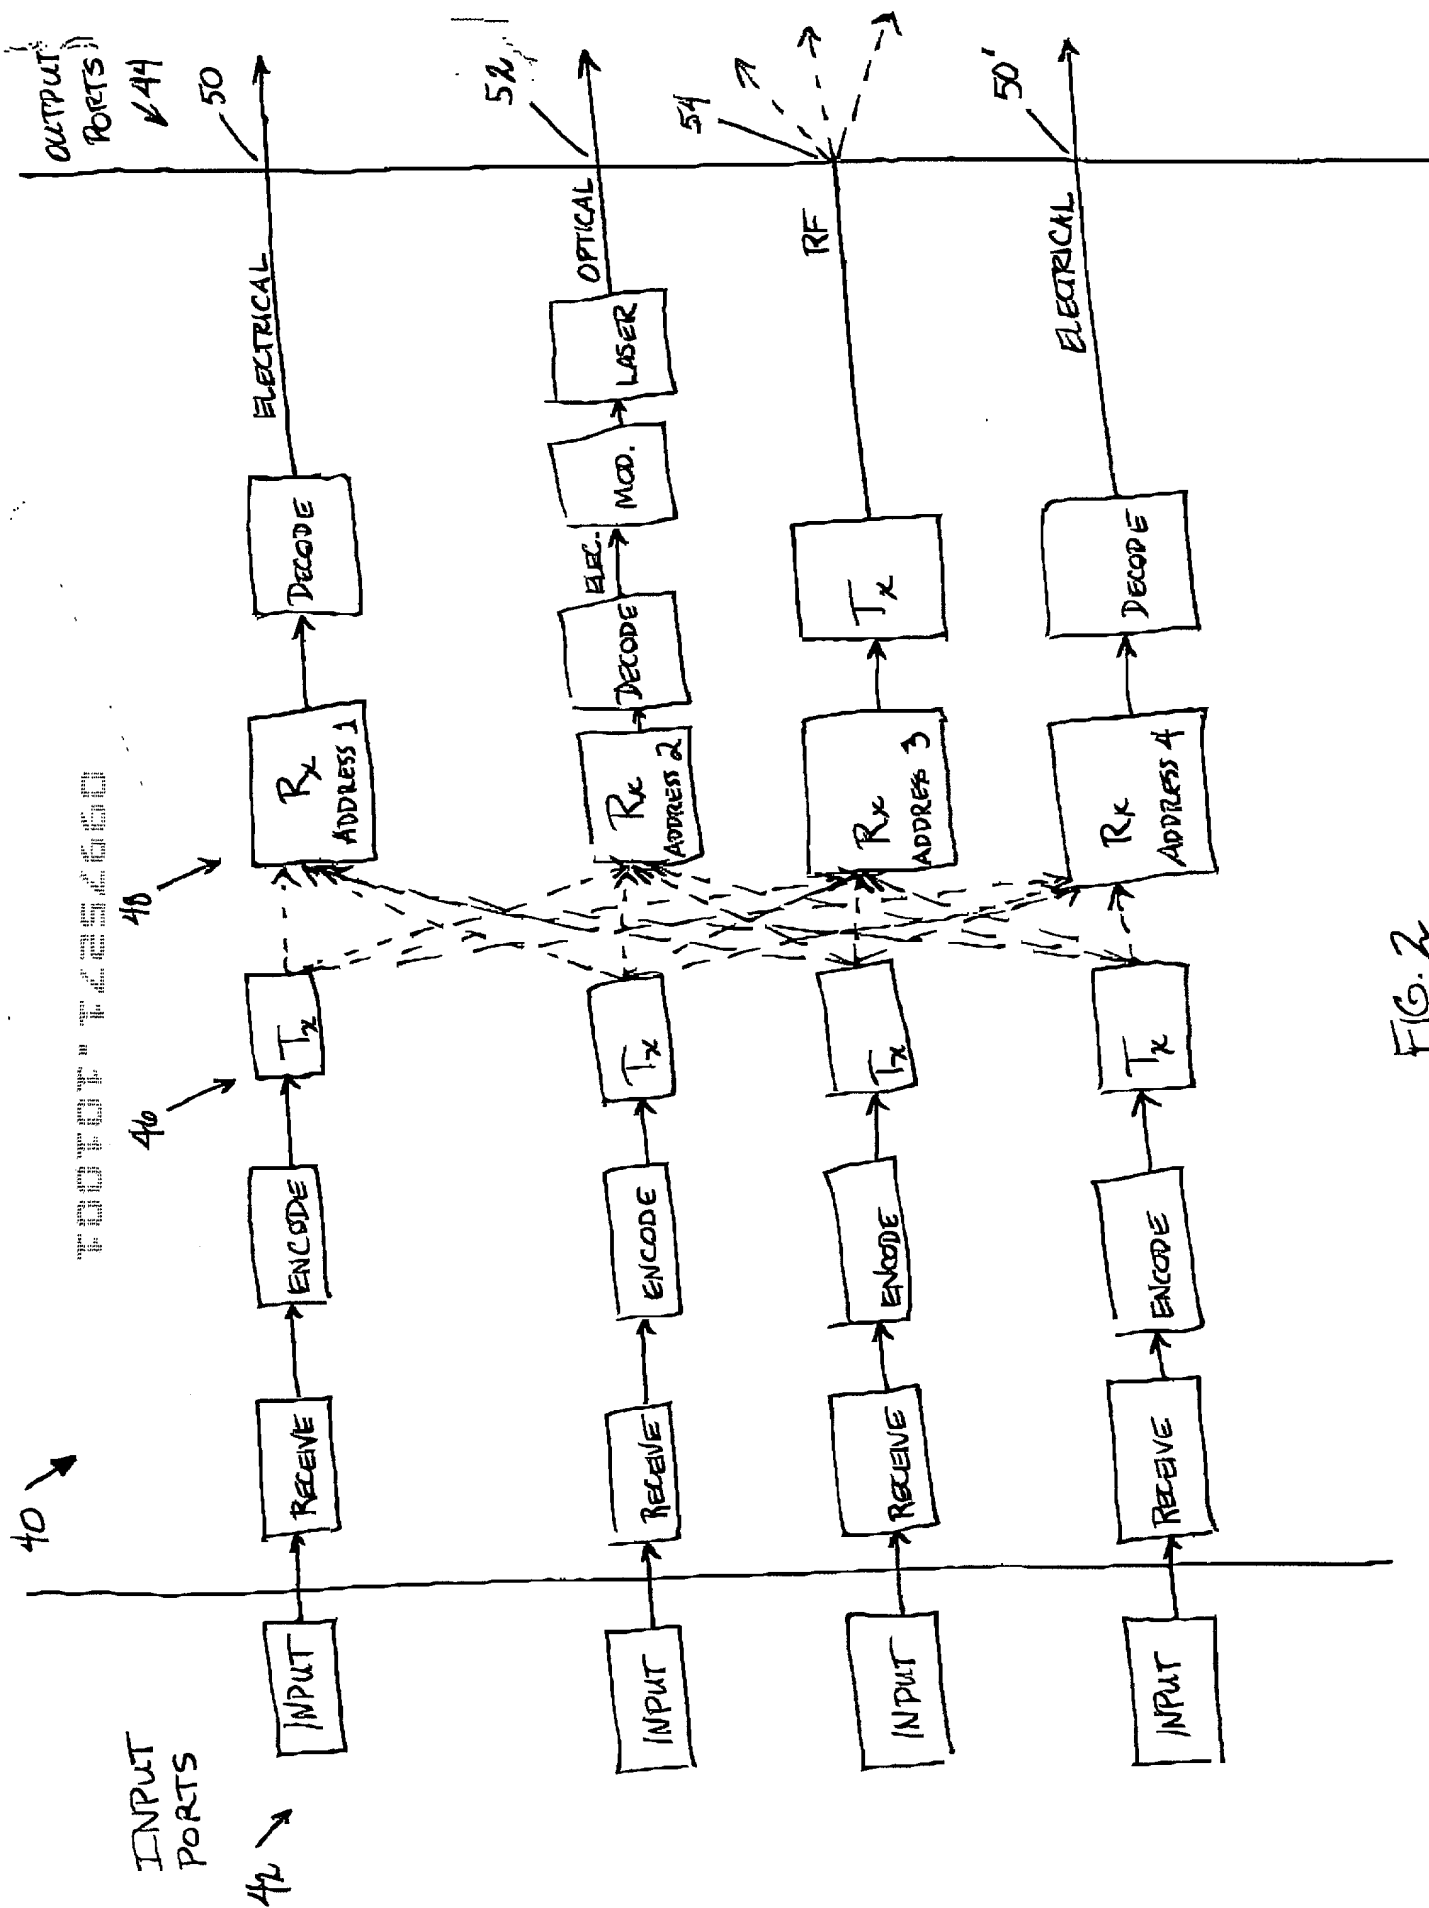 40
INPUT
PORTS
42
46
48
OUTPUT
PORTS
44
INPUT
RECEIVE
ENCODE
Tx
Rx
ADDRESS 1
DECODE
ELECTRICAL
50
INPUT
RECEIVE
ENCODE
Tx
Rx
ADDRESS 2
DECODE
ELEC.
MOD.
LASER
OPTICAL
52
INPUT
RECEIVE
ENCODE
Tx
Rx
ADDRESS 3
Tx
RF
54
INPUT
RECEIVE
ENCODE
Tx
Rx
ADDRESS 4
DECODE
ELECTRICAL
50'
FIG. 2